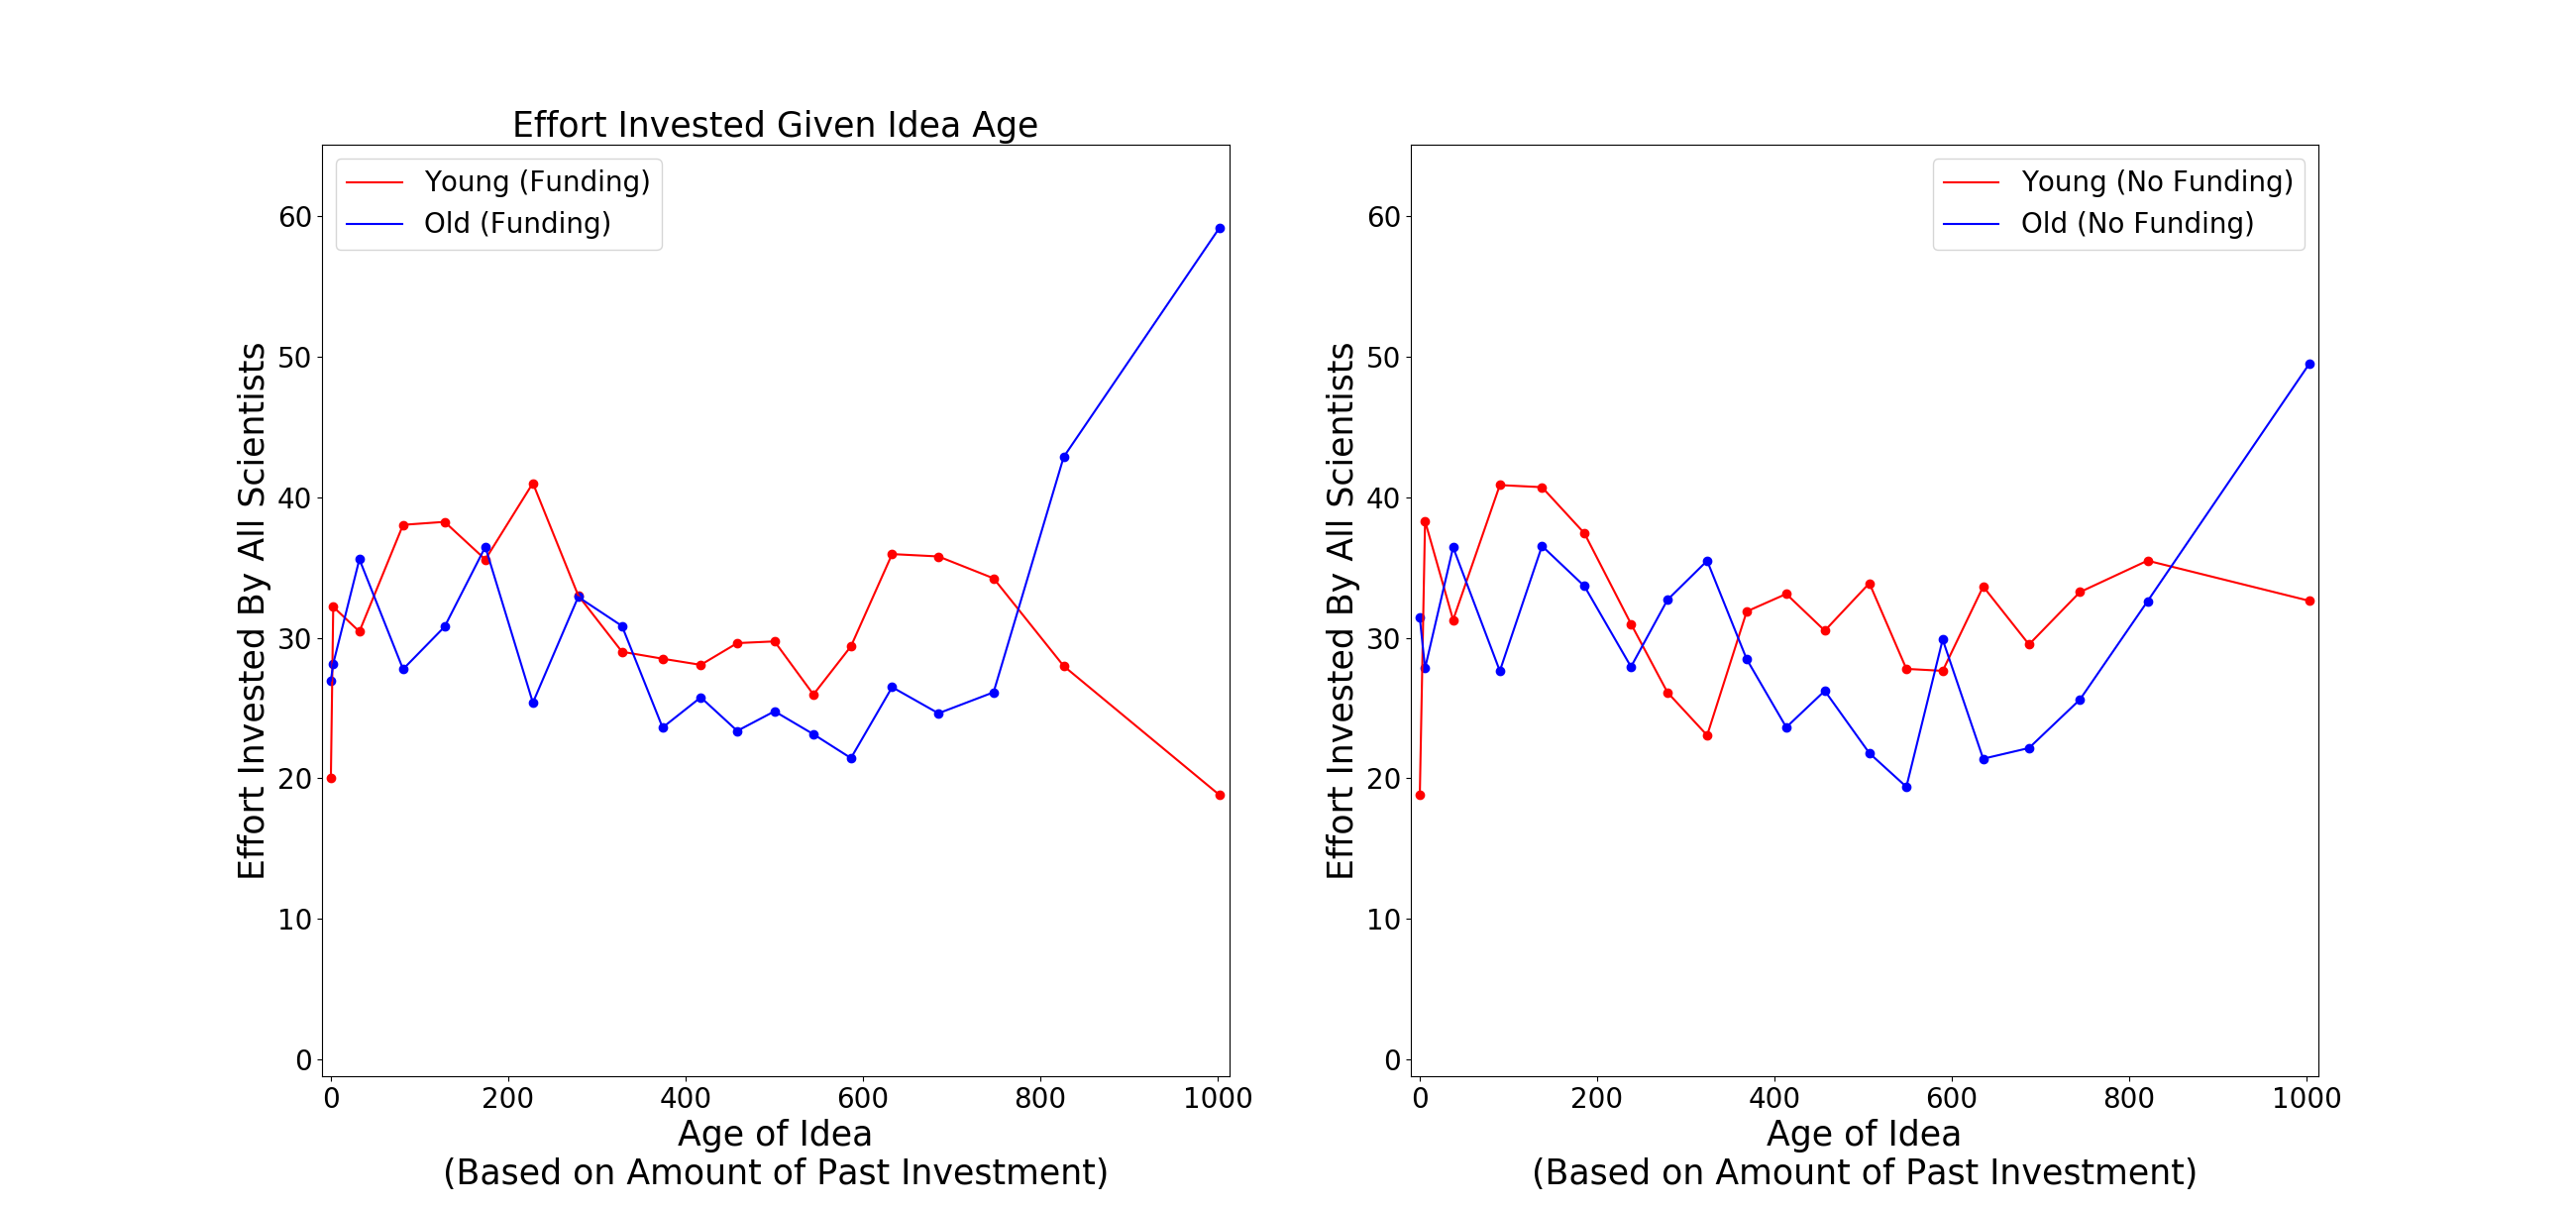 Effort Invested Given Idea Age
Young (Funding)
Old (Funding)
60
50
40
30
20
10
0
Effort Invested By All Scientists
0 200 400 600 800 1000
Age of Idea
(Based on Amount of Past Investment)
Young (No Funding)
Old (No Funding)
60
50
40
30
20
10
0
Effort Invested By All Scientists
0 200 400 600 800 1000
Age of Idea
(Based on Amount of Past Investment)